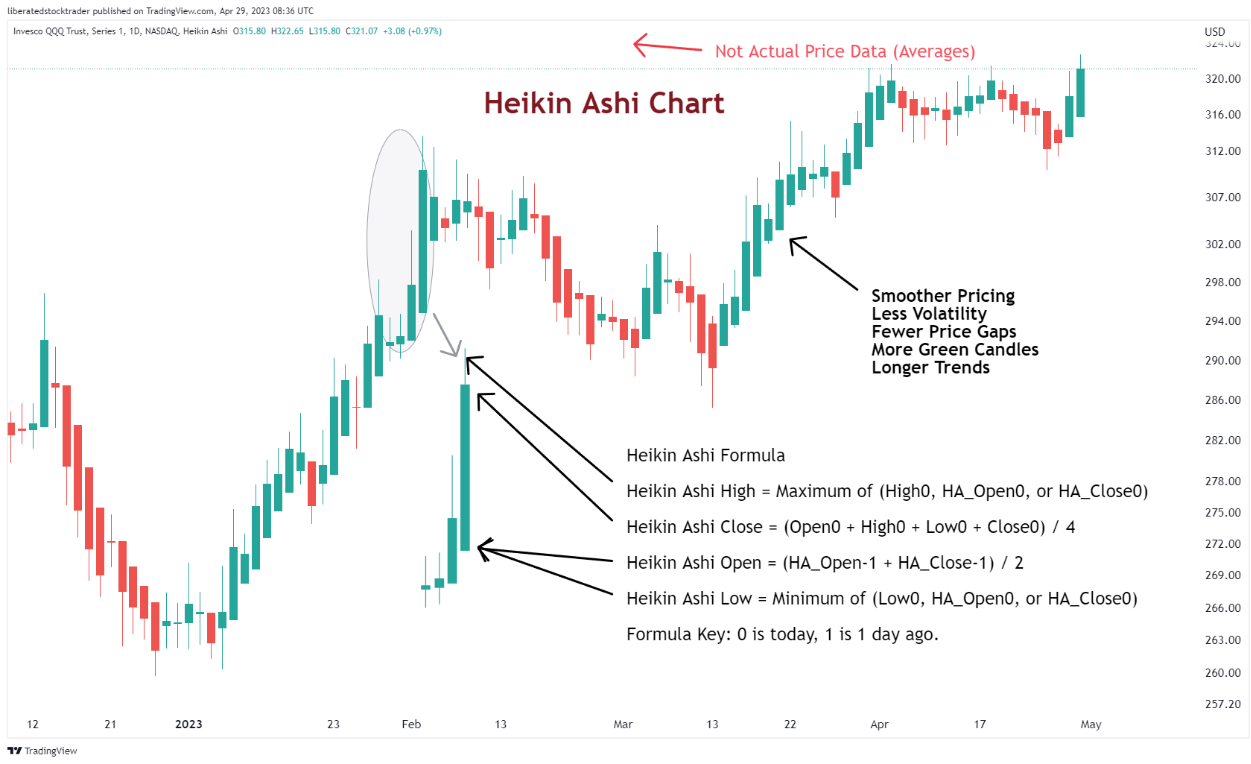 liberatedstocktrader published on TradingView.com, Apr 29, 2023 08:36 UTC
Invesco QQQ Trust, Series 1, 1D, NASDAQ, Heikin Ashi O315.80 H322.65 L315.80 C321.07 +3.08 (+0.97%)
USD
324.00
Not Actual Price Data (Averages)
Heikin Ashi Chart
320.00
316.00
312.00
307.00
302.00
298.00
294.00
290.00
286.00
282.00
278.00
275.00
272.00
269.00
266.00
263.00
260.00
257.20
Smoother Pricing
Less Volatility
Fewer Price Gaps
More Green Candles
Longer Trends
Heikin Ashi Formula
Heikin Ashi High = Maximum of (High0, HA_Open0, or HA_Close0)
Heikin Ashi Close = (Open0 + High0 + Low0 + Close0) / 4
Heikin Ashi Open = (HA_Open-1 + HA_Close-1) / 2
Heikin Ashi Low = Minimum of (Low0, HA_Open0, or HA_Close0)
Formula Key: 0 is today, 1 is 1 day ago.
12 21 2023 23 Feb 13 Mar 13 22 Apr 17 May
TradingView